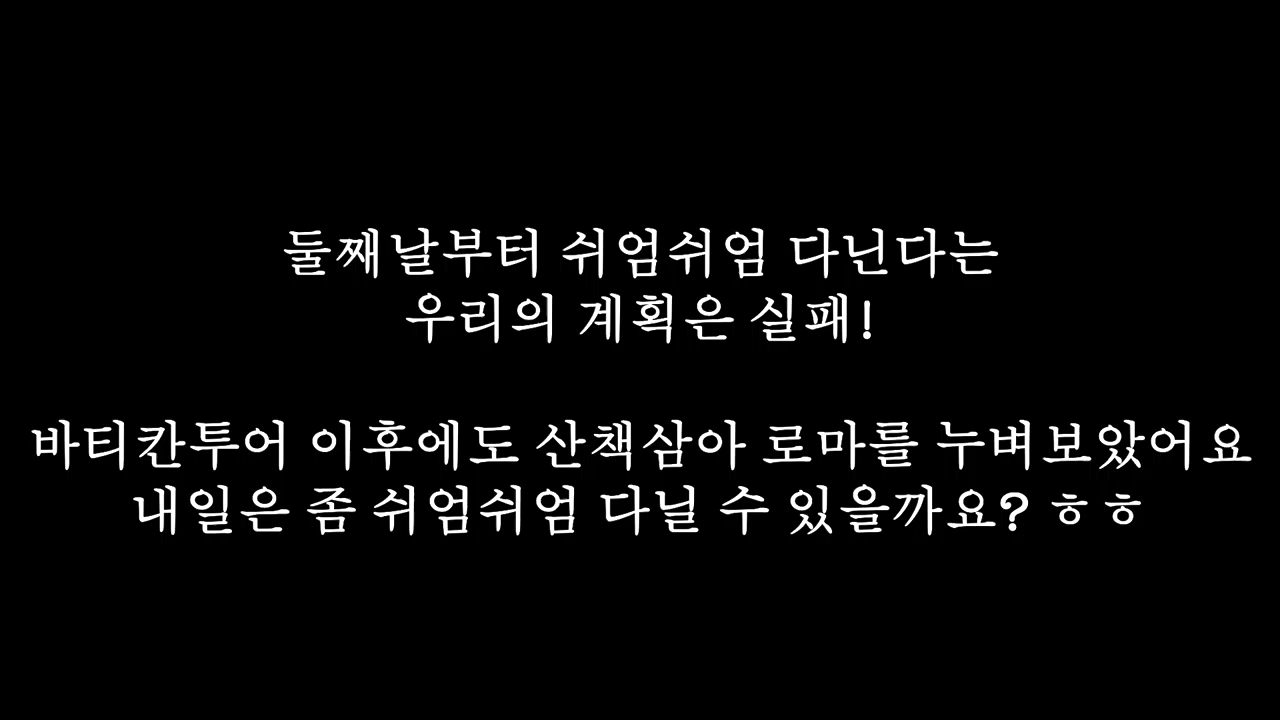 둘째날부터 쉬엄쉬엄 다닌다는
우리의 계획은 실패!
바티칸투어 이후에도 산책삼아 로마를 누벼보았어요
내일은 좀 쉬엄쉬엄 다닐 수 있을까요? ㅎㅎ